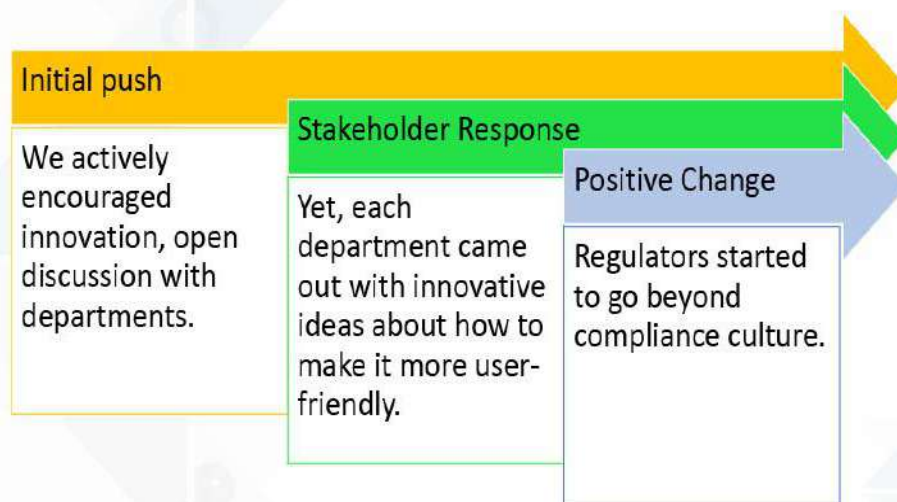 Initial push
We actively
encouraged
innovation, open
discussion with
departments.
Stakeholder Response
Yet, each
department came
out with innovative
ideas about how to
make it more user-
friendly.
Positive Change
Regulators started
to go beyond
compliance culture.